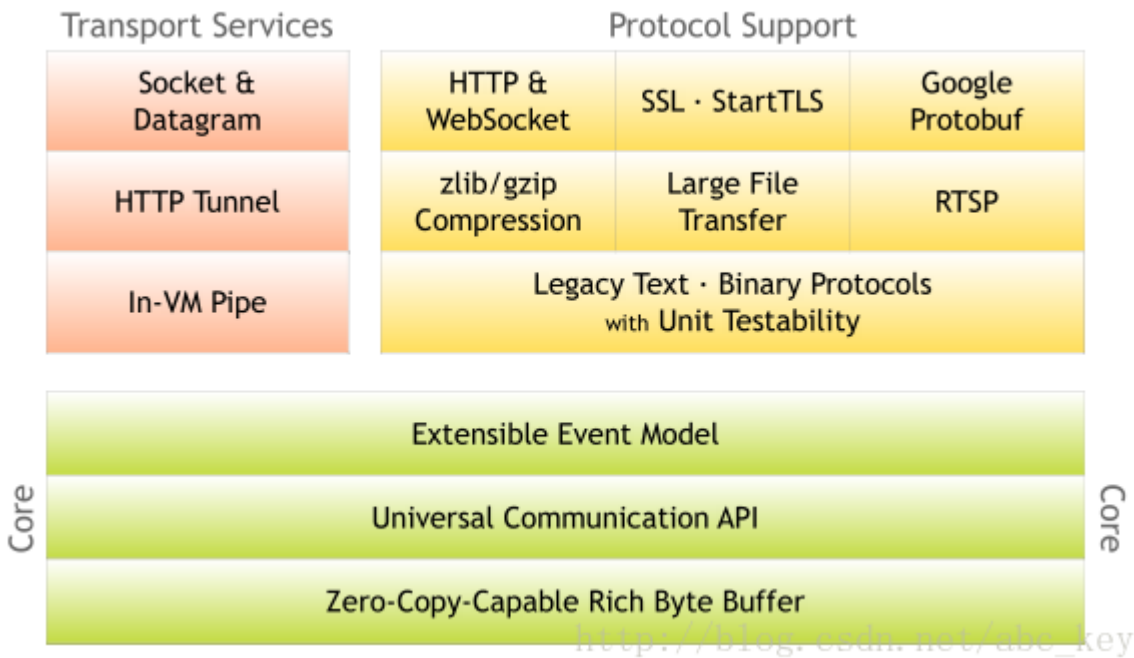 Transport Services
Socket &
Datagram
HTTP Tunnel
In-VM Pipe
Protocol Support
HTTP &
WebSocket
SSL · StartTLS
Google
Protobuf
zlib/gzip
Compression
Large File
Transfer
RTSP
Legacy Text · Binary Protocols
with Unit Testability
Core
Extensible Event Model
Universal Communication API
Zero-Copy-Capable Rich Byte Buffer
Core
http://blog.csdn.net/abc_key